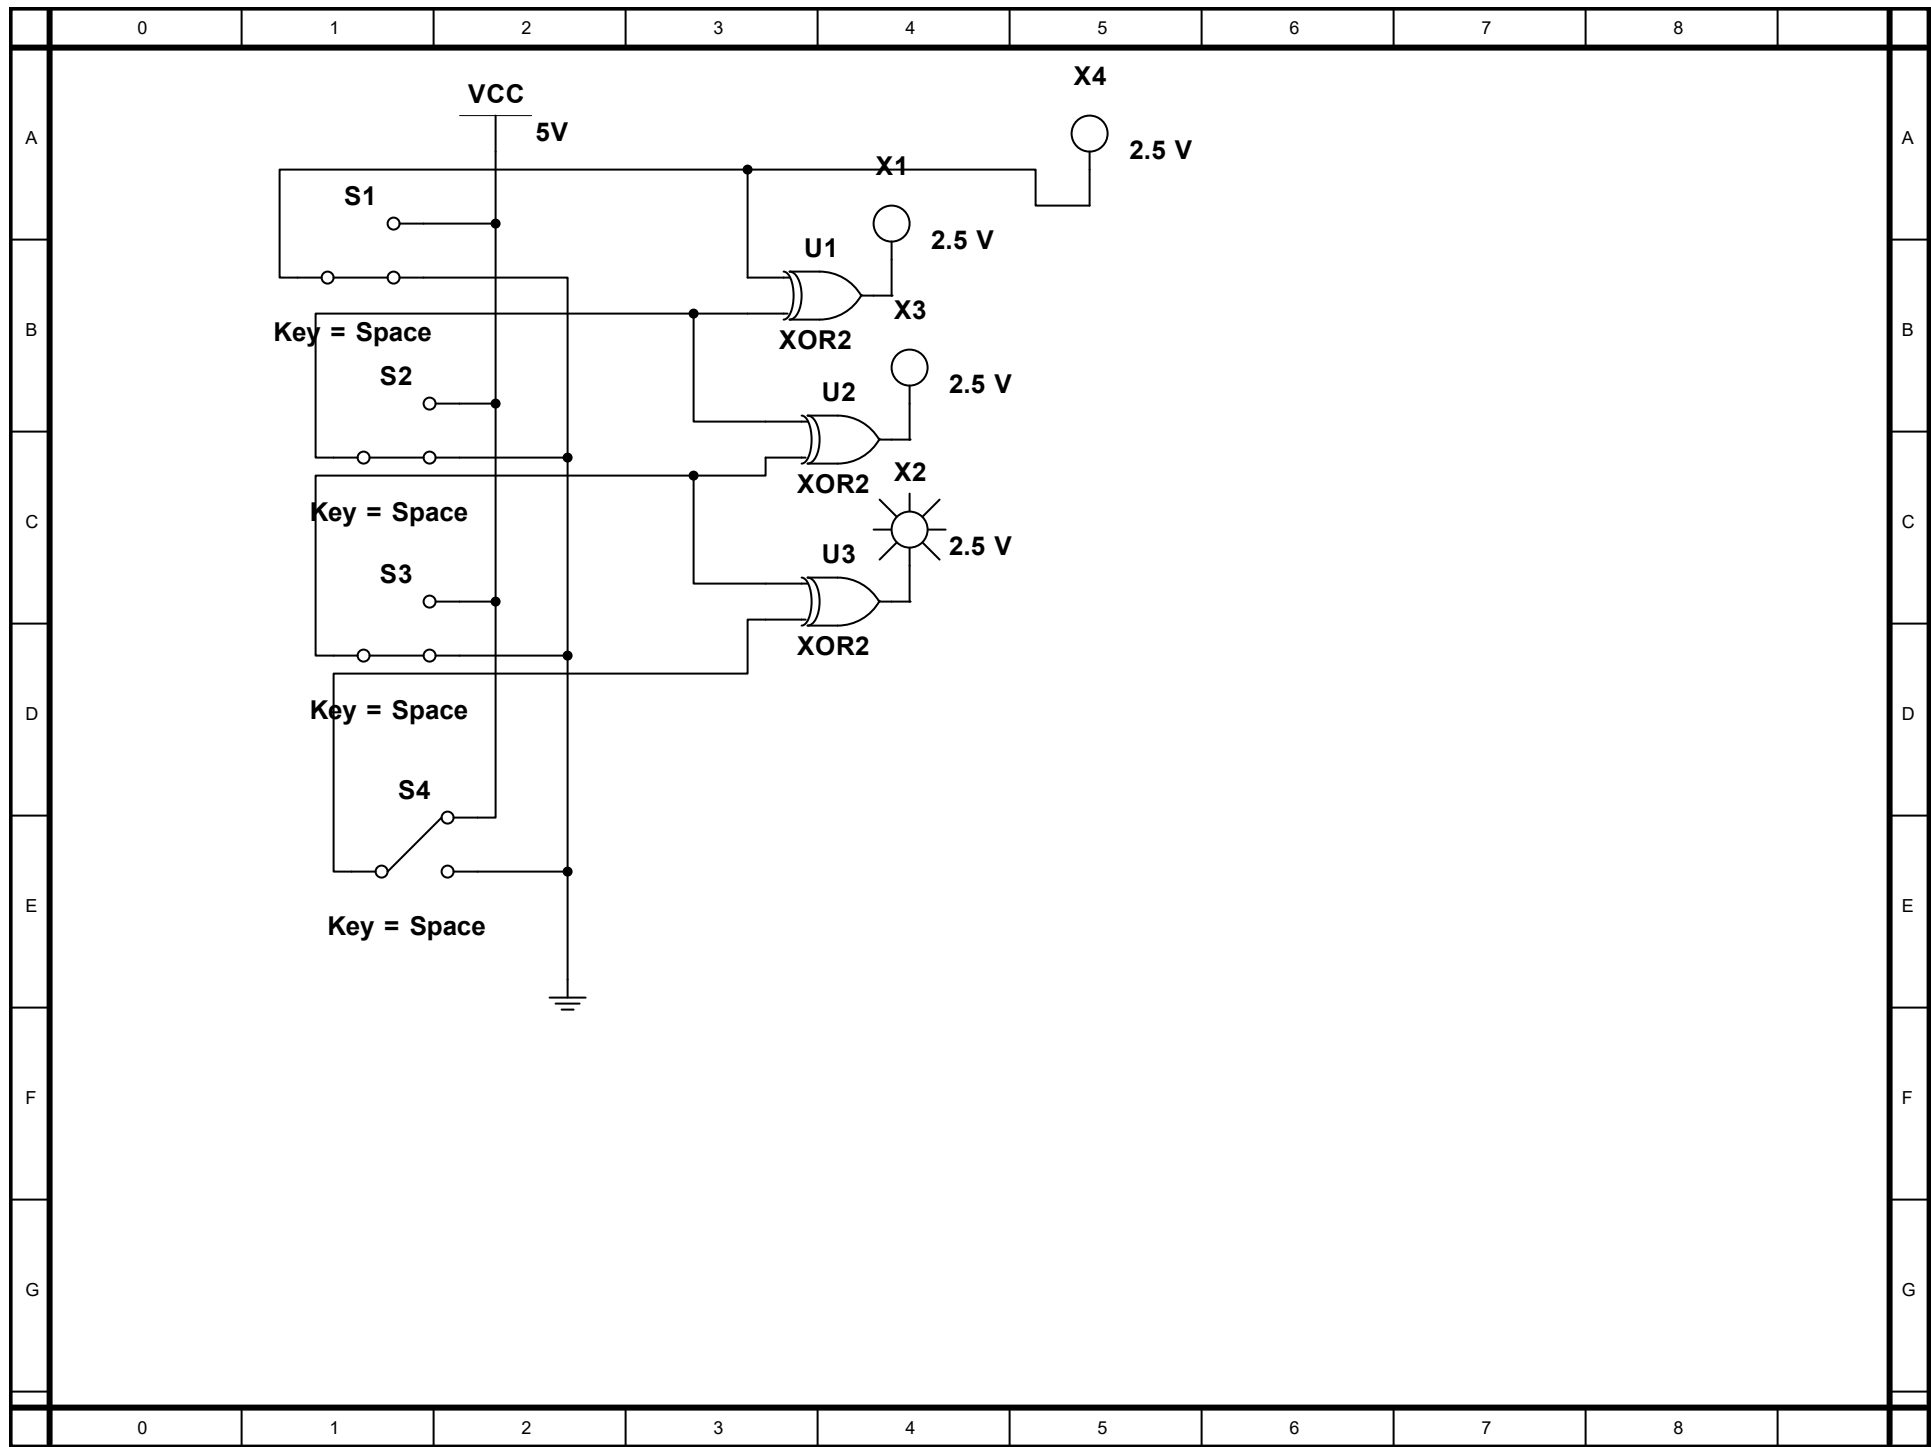 0 1 2 3 4 5 6 7 8
X4
VCC
A 5V 2.5 V A
X1
S1
U1 2.5 V
X3
B Key = Space XOR2 B
S2 U2 2.5 V
X2
XOR2
C Key = Space C
S3 U3 2.5 V
XOR2
D Key = Space D
S4
E E
Key = Space
F F
G G
0 1 2 3 4 5 6 7 8